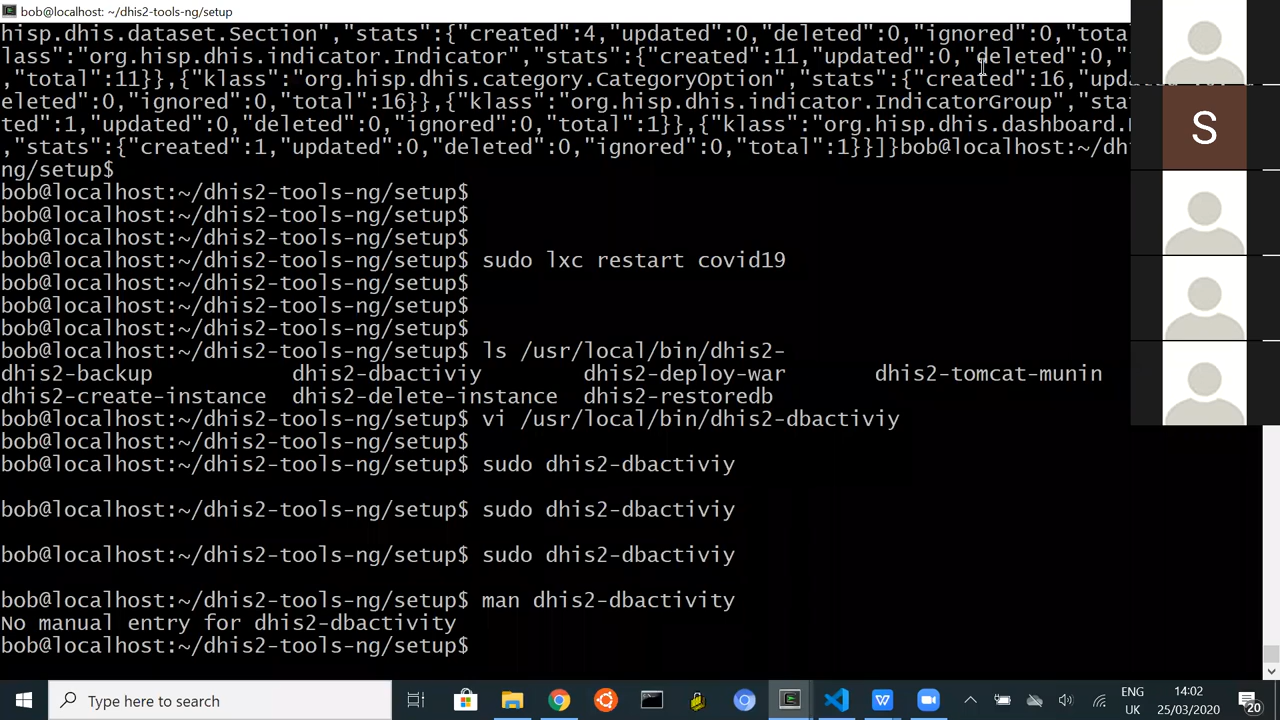 bob@localhost: ~/dhis2-tools-ng/setup
hisp.dhis.dataset.Section","stats":{"created":4,"updated":0,"deleted":0,"ignored":0,"tot
lass":"org.hisp.dhis.indicator.Indicator","stats":{"created":11,"updated":0,"deleted":0,"
,"total":11}},{"klass":"org.hisp.dhis.category.CategoryOption","stats":{"created":16,"upd
eleted":0,"ignored":0,"total":16}},{"klass":"org.hisp.dhis.indicator.IndicatorGroup","sta
ted":1,"updated":0,"deleted":0,"ignored":0,"total":1}},{"klass":"org.hisp.dhis.dashboard.
,"stats":{"created":1,"updated":0,"deleted":0,"ignored":0,"total":1}}]}bob@localhost:~/dh
ng/setup$
bob@localhost:~/dhis2-tools-ng/setup$
bob@localhost:~/dhis2-tools-ng/setup$
bob@localhost:~/dhis2-tools-ng/setup$
bob@localhost:~/dhis2-tools-ng/setup$ sudo lxc restart covid19
bob@localhost:~/dhis2-tools-ng/setup$
bob@localhost:~/dhis2-tools-ng/setup$
bob@localhost:~/dhis2-tools-ng/setup$
bob@localhost:~/dhis2-tools-ng/setup$ ls /usr/local/bin/dhis2-
dhis2-backup dhis2-dbactiviy dhis2-deploy-war dhis2-tomcat-munin
dhis2-create-instance dhis2-delete-instance dhis2-restoredb
bob@localhost:~/dhis2-tools-ng/setup$ vi /usr/local/bin/dhis2-dbactiviy
bob@localhost:~/dhis2-tools-ng/setup$
bob@localhost:~/dhis2-tools-ng/setup$ sudo dhis2-dbactiviy
bob@localhost:~/dhis2-tools-ng/setup$ sudo dhis2-dbactiviy
bob@localhost:~/dhis2-tools-ng/setup$ sudo dhis2-dbactiviy
bob@localhost:~/dhis2-tools-ng/setup$ man dhis2-dbactivity
No manual entry for dhis2-dbactivity
bob@localhost:~/dhis2-tools-ng/setup$
S
Type here to search
ENG
UK
14:02
25/03/2020
20